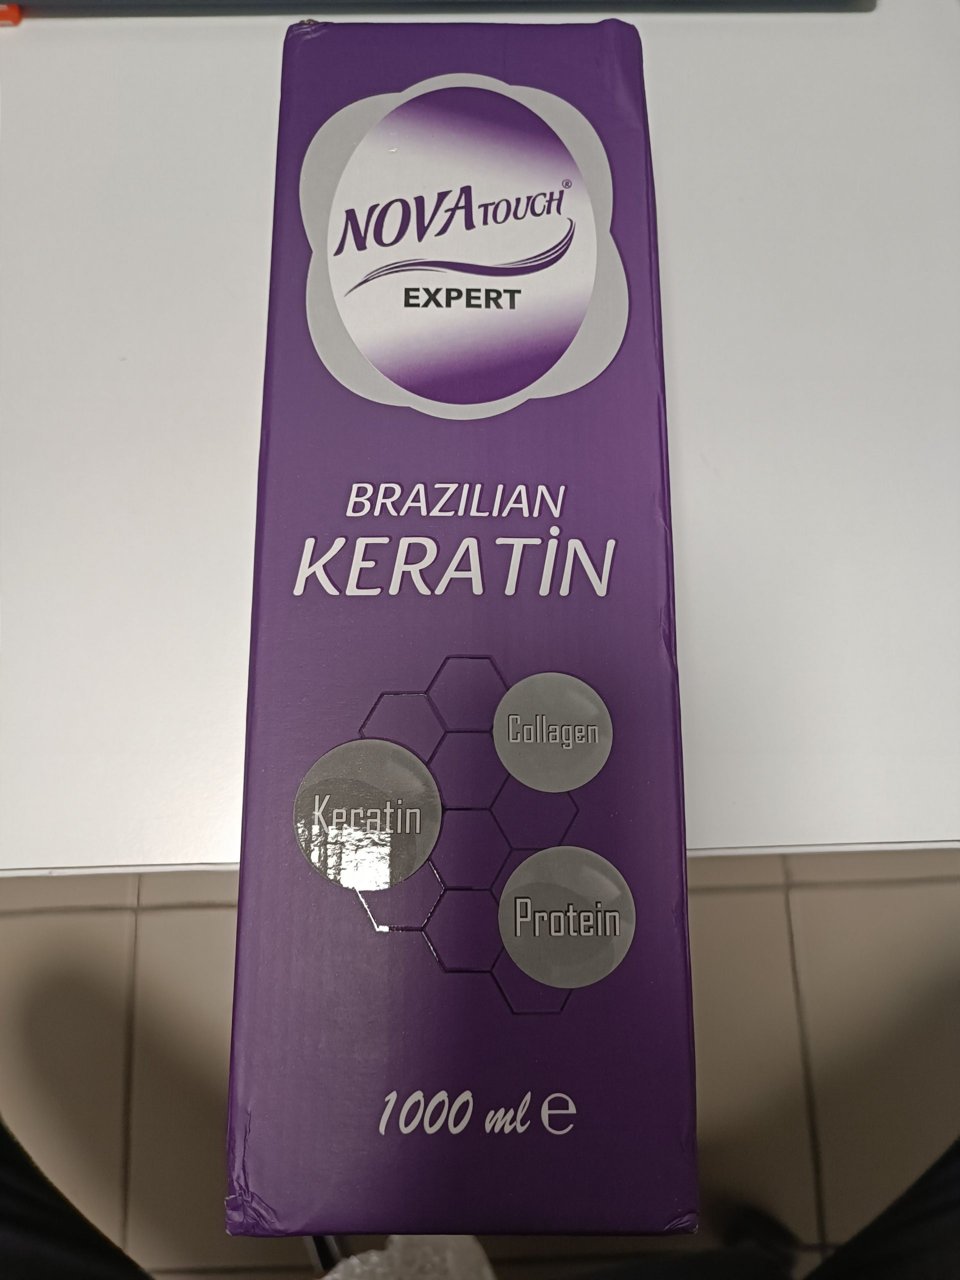 NOVA TOUCH®
EXPERT
BRAZILIAN
KERATİN
Collagen
Keratin
Protein
1000 ml ℮